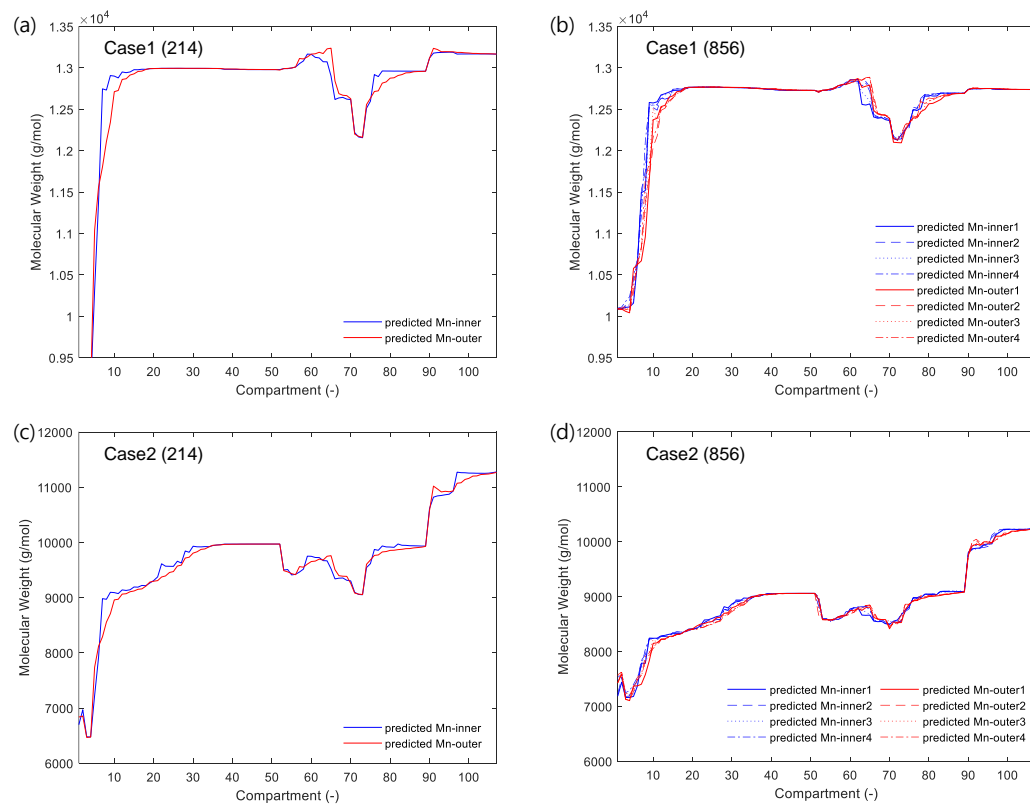 (a)
×10⁴
Case1 (214)
1.35
1.3
1.25
1.2
1.15
1.1
1.05
1
0.95
Molecular Weight (g/mol)
predicted Mn-inner
predicted Mn-outer
10 20 30 40 50 60 70 80 90 100
Compartment (-)
(b)
×10⁴
Case1 (856)
1.35
1.3
1.25
1.2
1.15
1.1
1.05
1
0.95
Molecular Weight (g/mol)
predicted Mn-inner1
predicted Mn-inner2
predicted Mn-inner3
predicted Mn-inner4
predicted Mn-outer1
predicted Mn-outer2
predicted Mn-outer3
predicted Mn-outer4
10 20 30 40 50 60 70 80 90 100
Compartment (-)
(c)
Case2 (214)
12000
11000
10000
9000
8000
7000
6000
Molecular Weight (g/mol)
predicted Mn-inner
predicted Mn-outer
10 20 30 40 50 60 70 80 90 100
Compartment (-)
(d)
Case2 (856)
12000
11000
10000
9000
8000
7000
6000
Molecular Weight (g/mol)
predicted Mn-inner1 predicted Mn-outer1
predicted Mn-inner2 predicted Mn-outer2
predicted Mn-inner3 predicted Mn-outer3
predicted Mn-inner4 predicted Mn-outer4
10 20 30 40 50 60 70 80 90 100
Compartment (-)